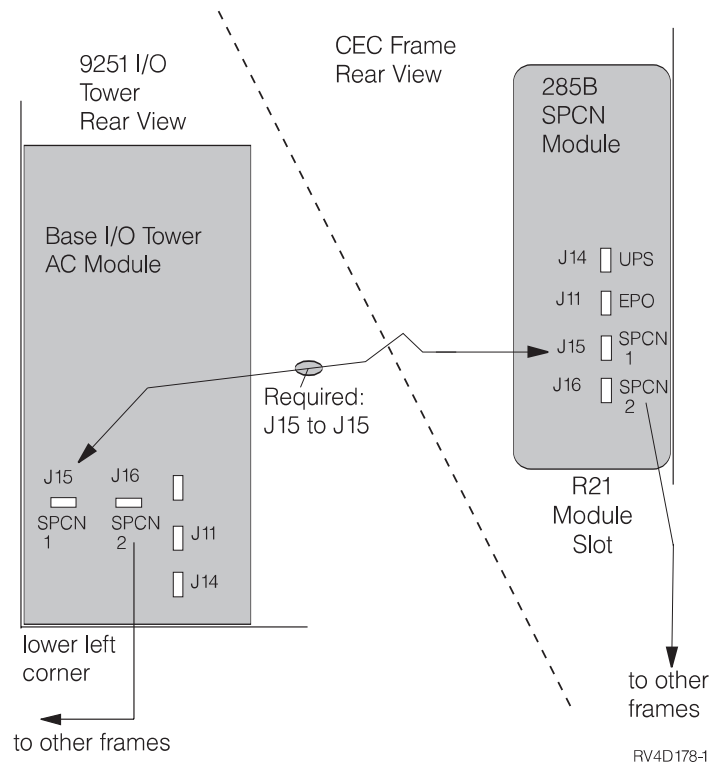 9251 I/O
Tower
Rear View
CEC Frame
Rear View
285B
SPCN
Module
Base I/O Tower
AC Module
J14 UPS
J11 EPO
J15 SPCN
1
J16 SPCN
2
Required:
J15 to J15
J15 J16
SPCN SPCN
1 2
J11
J14
R21
Module
Slot
lower left
corner
to other frames
to other
frames
RV4D178-1